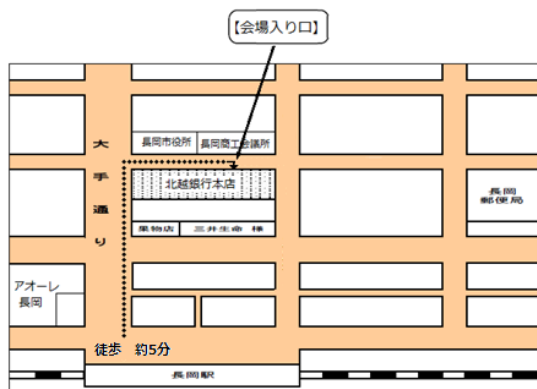 【会場入り口】
大手通り
長岡市役所
長岡商工会議所
北越銀行本店
長岡
郵便局
果物店
三井生命 様
アオーレ
長岡
徒歩 約5分
長岡駅